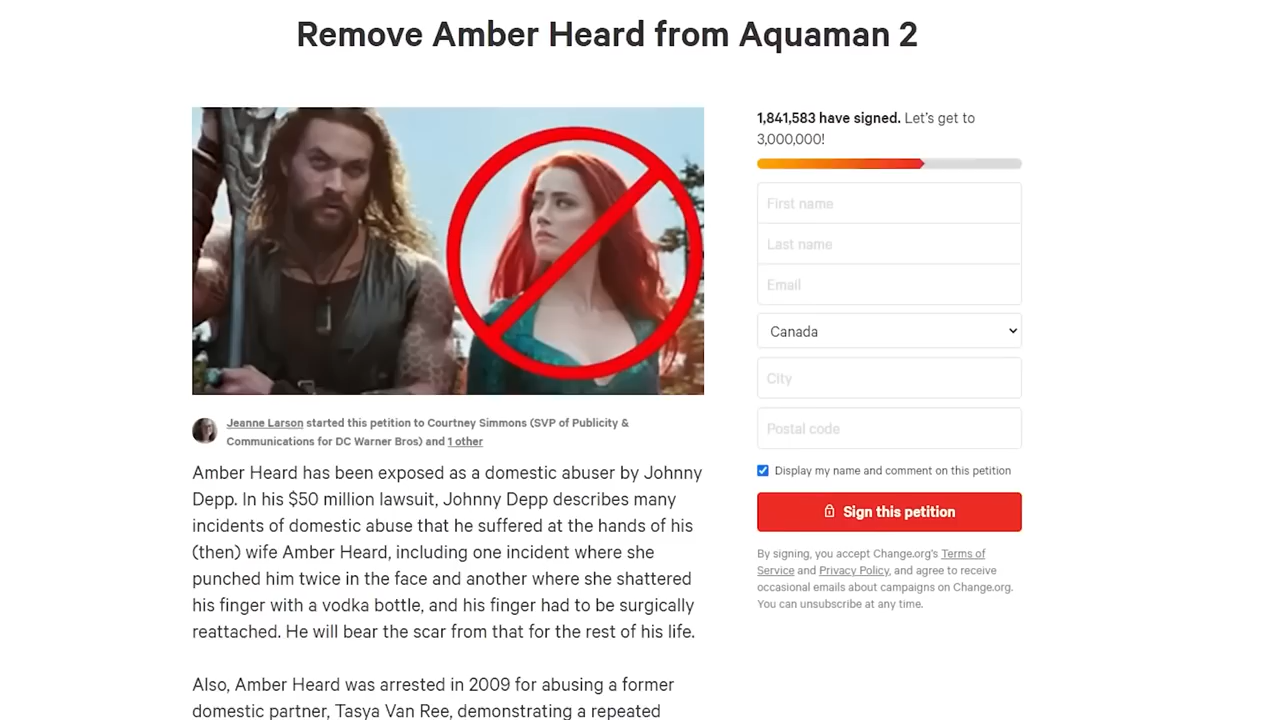 Remove Amber Heard from Aquaman 2
1,841,583 have signed. Let's get to
3,000,000!
First name
Last name
Email
Canada
City
Postal code
Display my name and comment on this petition
Sign this petition
By signing, you accept Change.org's Terms of
Service and Privacy Policy, and agree to receive
occasional emails about campaigns on Change.org.
You can unsubscribe at any time.
Jeanne Larson started this petition to Courtney Simmons (SVP of Publicity &
Communications for DC Warner Bros) and 1 other
Amber Heard has been exposed as a domestic abuser by Johnny
Depp. In his $50 million lawsuit, Johnny Depp describes many
incidents of domestic abuse that he suffered at the hands of his
(then) wife Amber Heard, including one incident where she
punched him twice in the face and another where she shattered
his finger with a vodka bottle, and his finger had to be surgically
reattached. He will bear the scar from that for the rest of his life.
Also, Amber Heard was arrested in 2009 for abusing a former
domestic partner, Tasya Van Ree, demonstrating a repeated